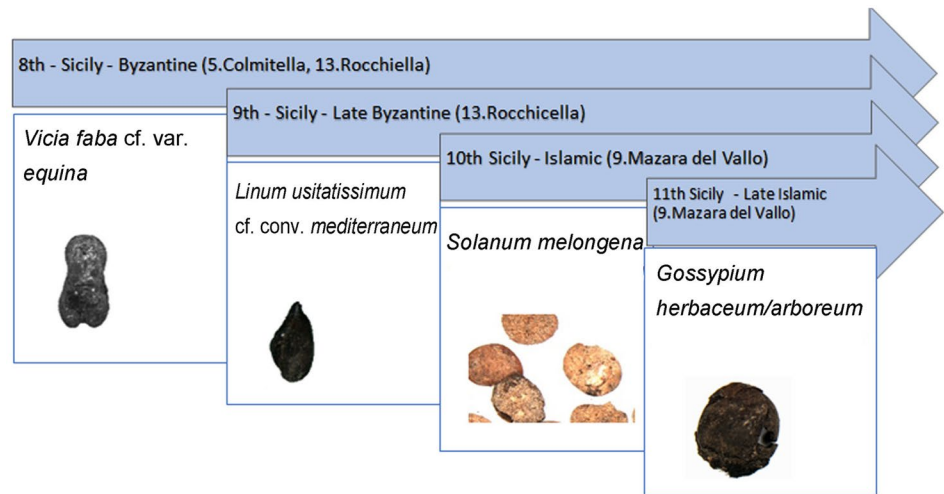 8th - Sicily - Byzantine (5.Colmitella, 13.Rocchiella)
Vicia faba cf. var.
equina
9th - Sicily - Late Byzantine (13.Rocchicella)
Linum usitatissimum
cf. conv. mediterraneum
10th Sicily - Islamic (9.Mazara del Vallo)
Solanum melongena
11th Sicily - Late Islamic
(9.Mazara del Vallo)
Gossypium
herbaceum/arboreum